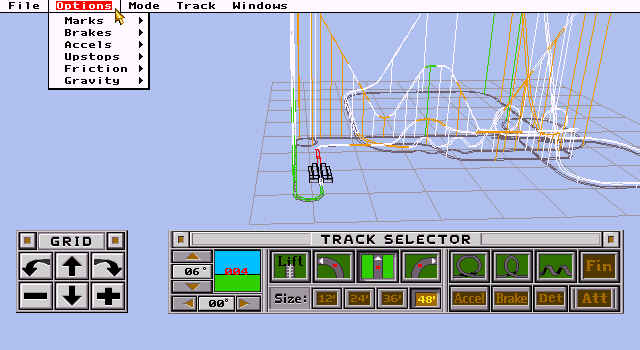 File Options Mode Track Windows
Marks
Brakes
Accels
Upstops
Friction
Gravity
GRID
TRACK SELECTOR
Lift
06°
004
00°
Size: 12' 24' 36' 48'
Fin
Accel Brake Det Att